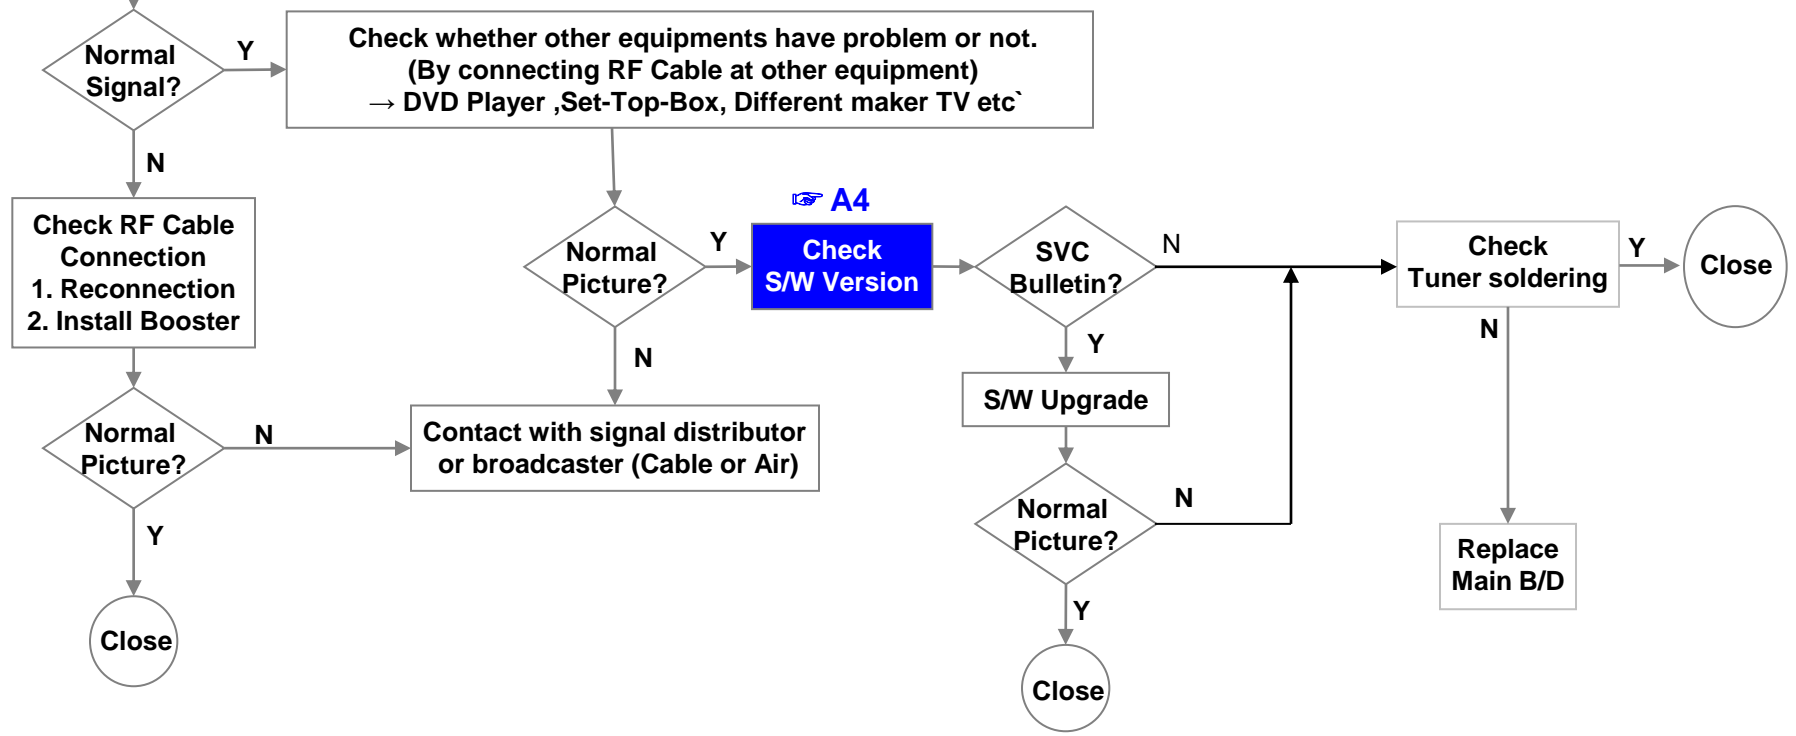 Normal
Signal?
Y
Check whether other equipments have problem or not.
(By connecting RF Cable at other equipment)
→ DVD Player ,Set-Top-Box, Different maker TV etc`
N
Check RF Cable
Connection
1. Reconnection
2. Install Booster
Normal
Picture?
Y
☞ A4
Check
S/W Version
SVC
Bulletin?
N
Check
Tuner soldering
Y
Close
N
Y
N
S/W Upgrade
Normal
Picture?
N
Contact with signal distributor
or broadcaster (Cable or Air)
Normal
Picture?
N
Replace
Main B/D
Y
Close
Y
Close